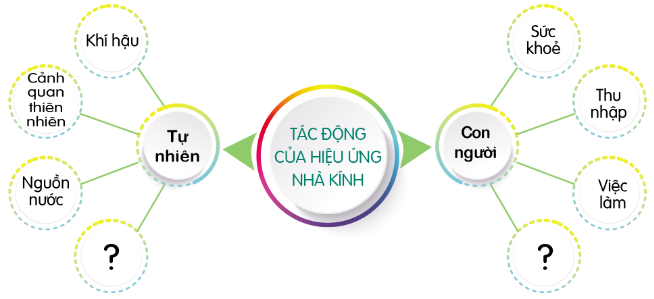 Khí hậu
Cảnh
quan
thiên
nhiên
Nguồn
nước
?
Tự
nhiên
TÁC ĐỘNG
CỦA HIỆU ỨNG
NHÀ KÍNH
Con
người
Sức
khoẻ
Thu
nhập
Việc
làm
?